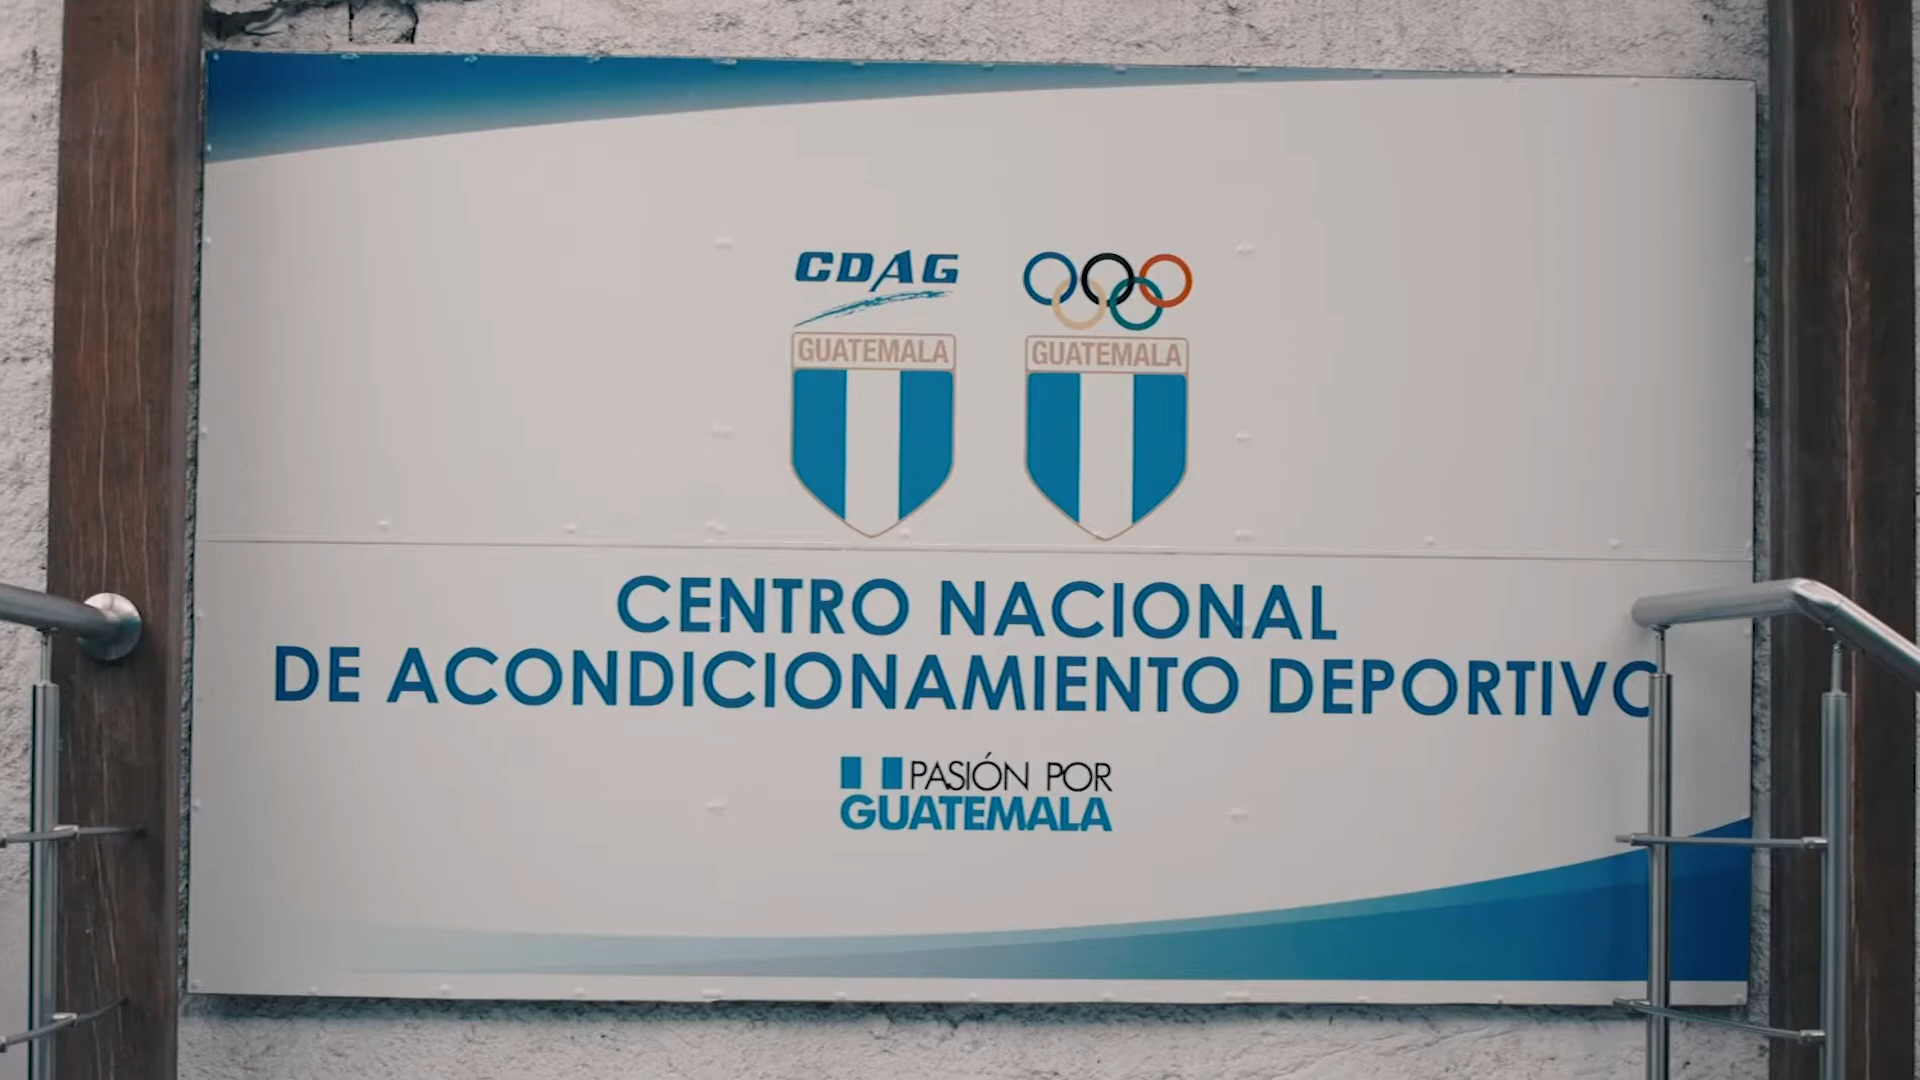 CDAG
GUATEMALA
GUATEMALA
CENTRO NACIONAL
DE ACONDICIONAMIENTO DEPORTIVO
PASIÓN POR
GUATEMALA